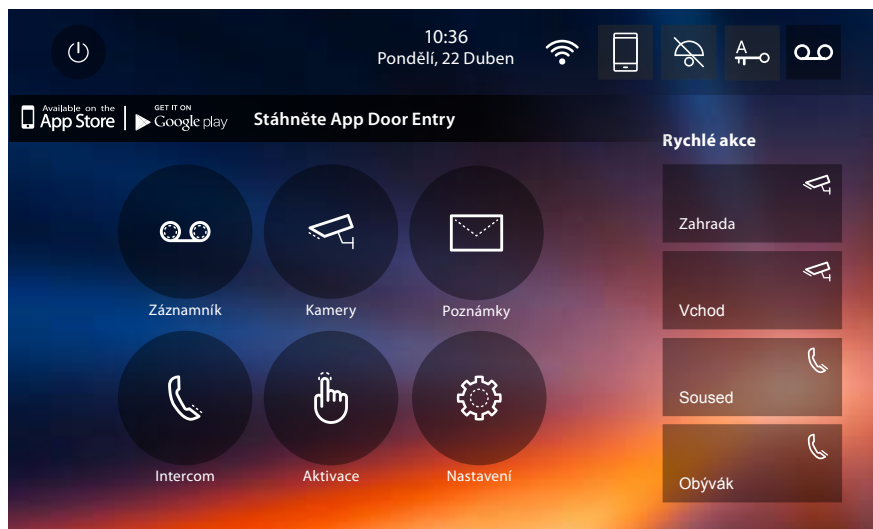 10:36
Pondělí, 22 Duben
A
Available on the
App Store
GET IT ON
Google play
Stáhněte App Door Entry
Rychlé akce
Zahrada
Vchod
Soused
Obývák
Záznamník
Kamery
Poznámky
Intercom
Aktivace
Nastavení